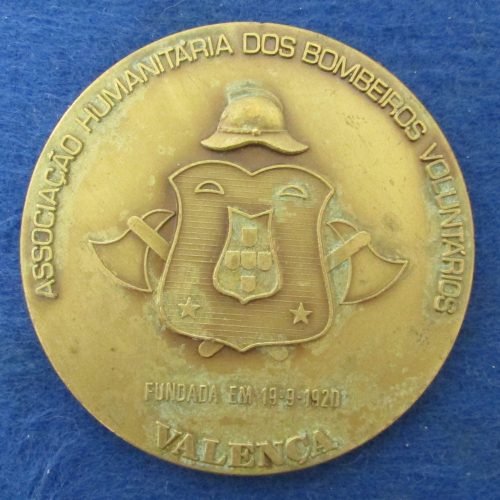 ASSOCIAÇÃO HUMANITÁRIA DOS BOMBEIROS VOLUNTÁRIOS
FUNDADA EM 19-9-1920
VALENÇA